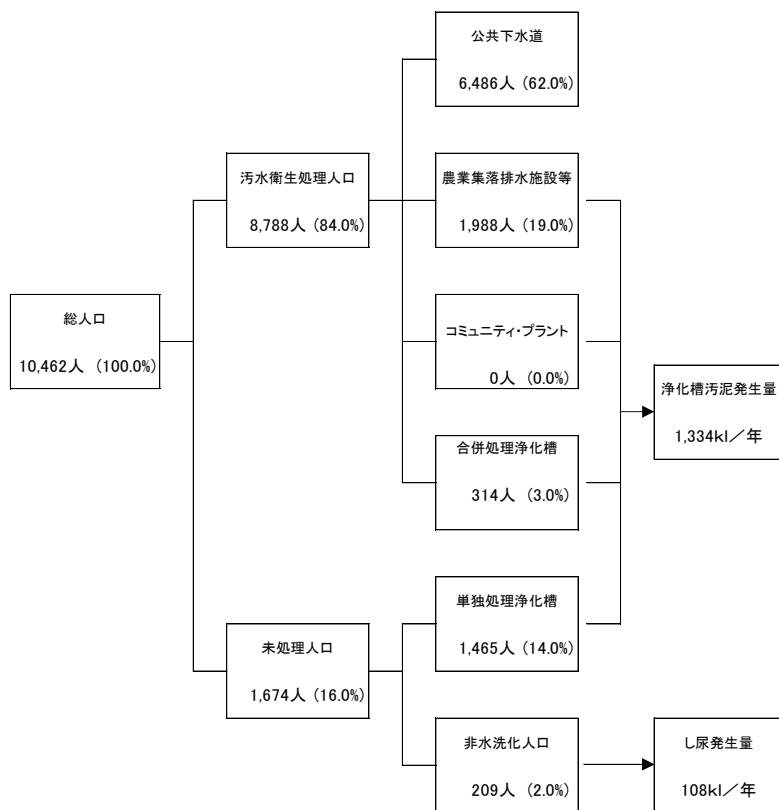 公共下水道
6,486人 (62.0%)
汚水衛生処理人口
8,788人 (84.0%)
農業集落排水施設等
1,988人 (19.0%)
総人口
10,462人 (100.0%)
コミュニティ・プラント
0人 (0.0%)
浄化槽汚泥発生量
1,334kl／年
合併処理浄化槽
314人 (3.0%)
単独処理浄化槽
1,465人 (14.0%)
未処理人口
1,674人 (16.0%)
非水洗化人口
209人 (2.0%)
し尿発生量
108kl／年